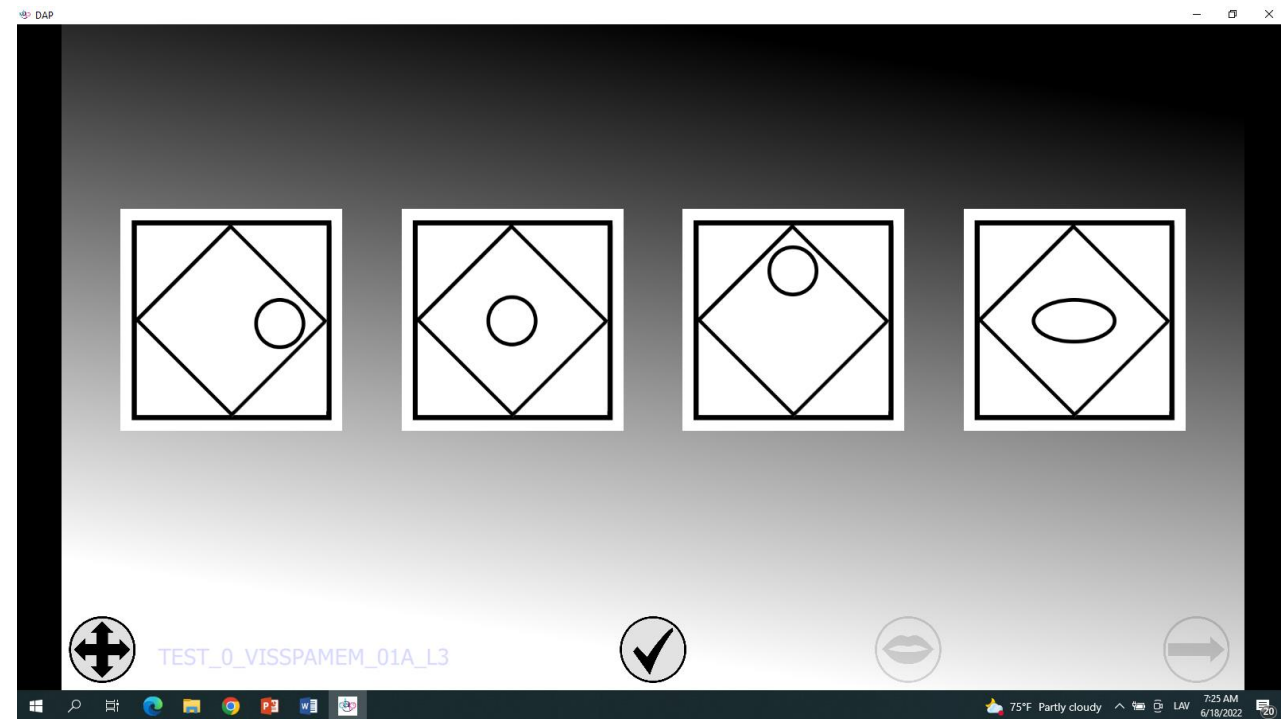 DAP
TEST_0_VISSPAMEM_01A_L3
75°F Partly cloudy
LAV
7:25 AM
6/18/2022
20